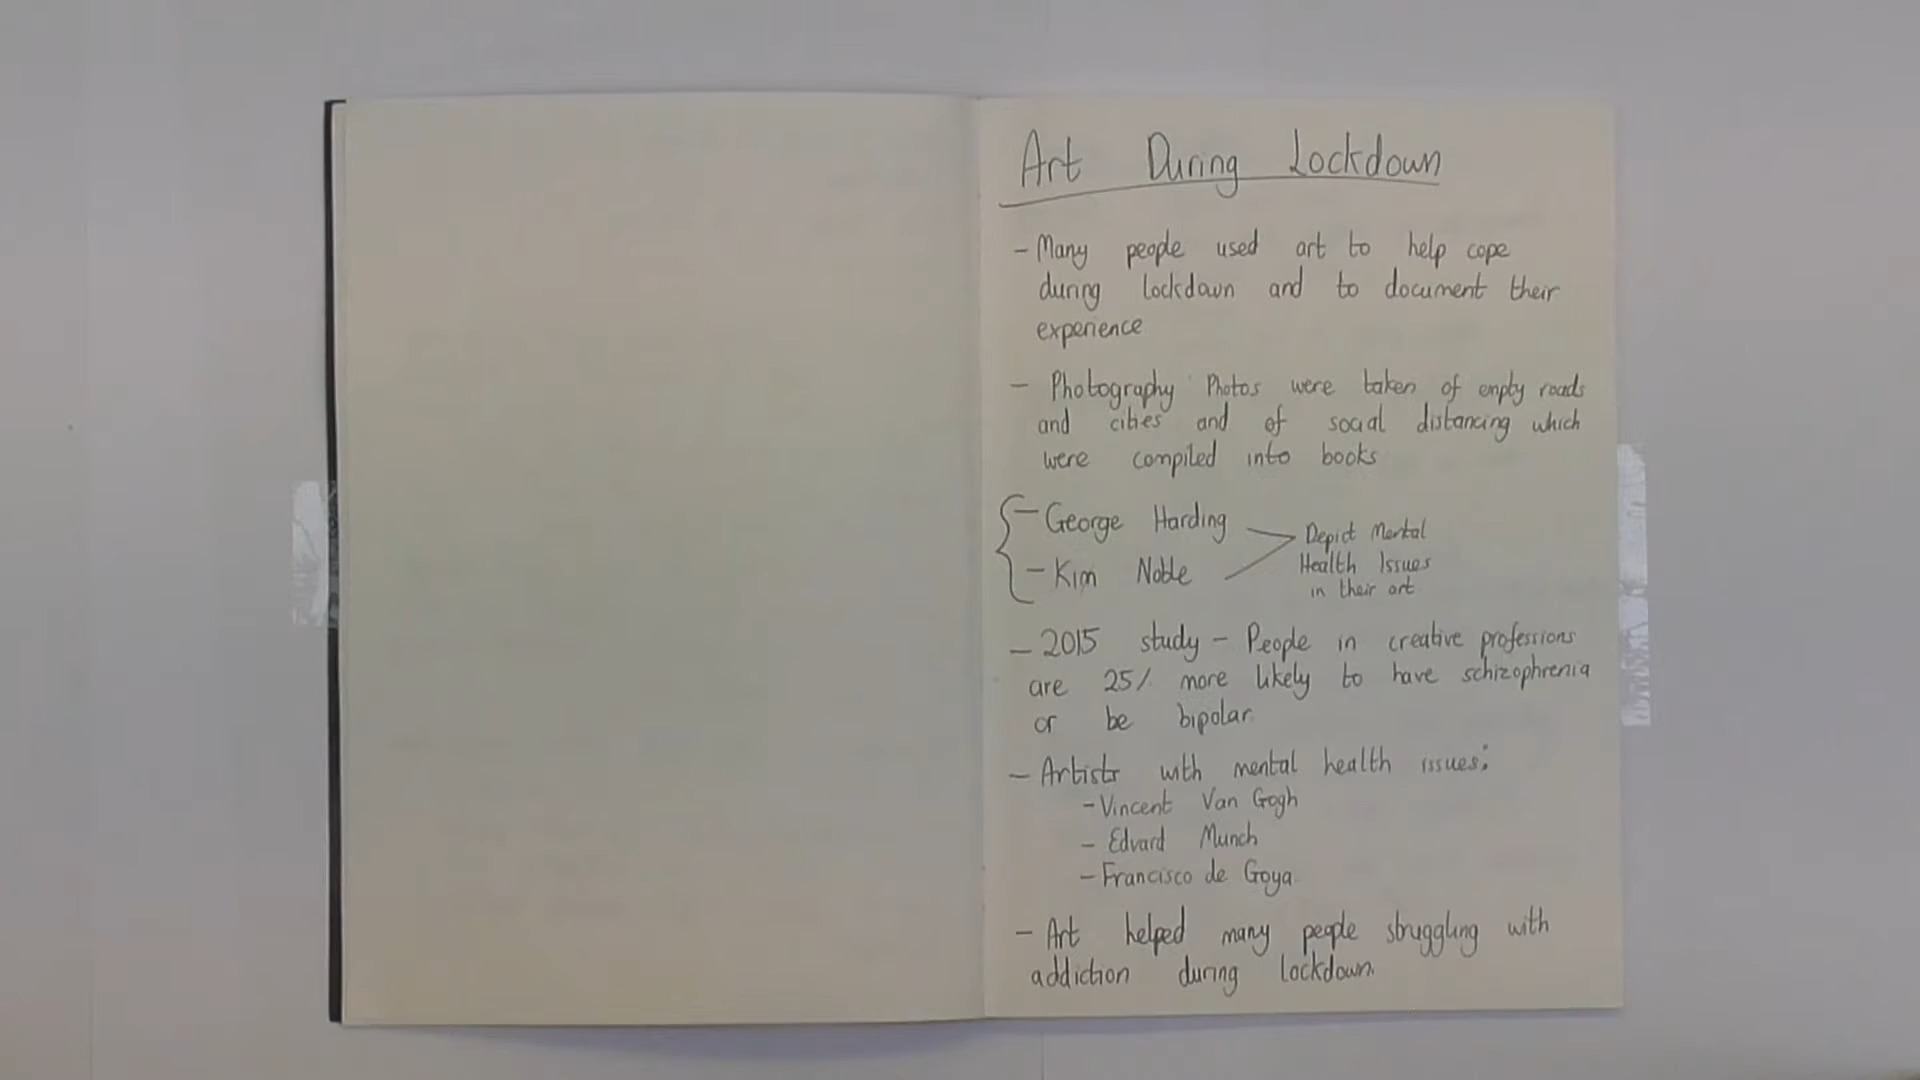 Art During Lockdown
- Many people used art to help cope
during lockdown and to document their
experience
- Photography Photos were taken of empty roads
and cities and of social distancing which
were compiled into books
- George Harding
- Kim Noble
Depict Mental
Health Issues
in their art
- 2015 study - People in creative professions
are 25% more likely to have schizophrenia
or be bipolar.
- Artists with mental health issues:
- Vincent Van Gogh
- Edvard Munch
- Francisco de Goya
- Art helped many people struggling with
addiction during lockdown.